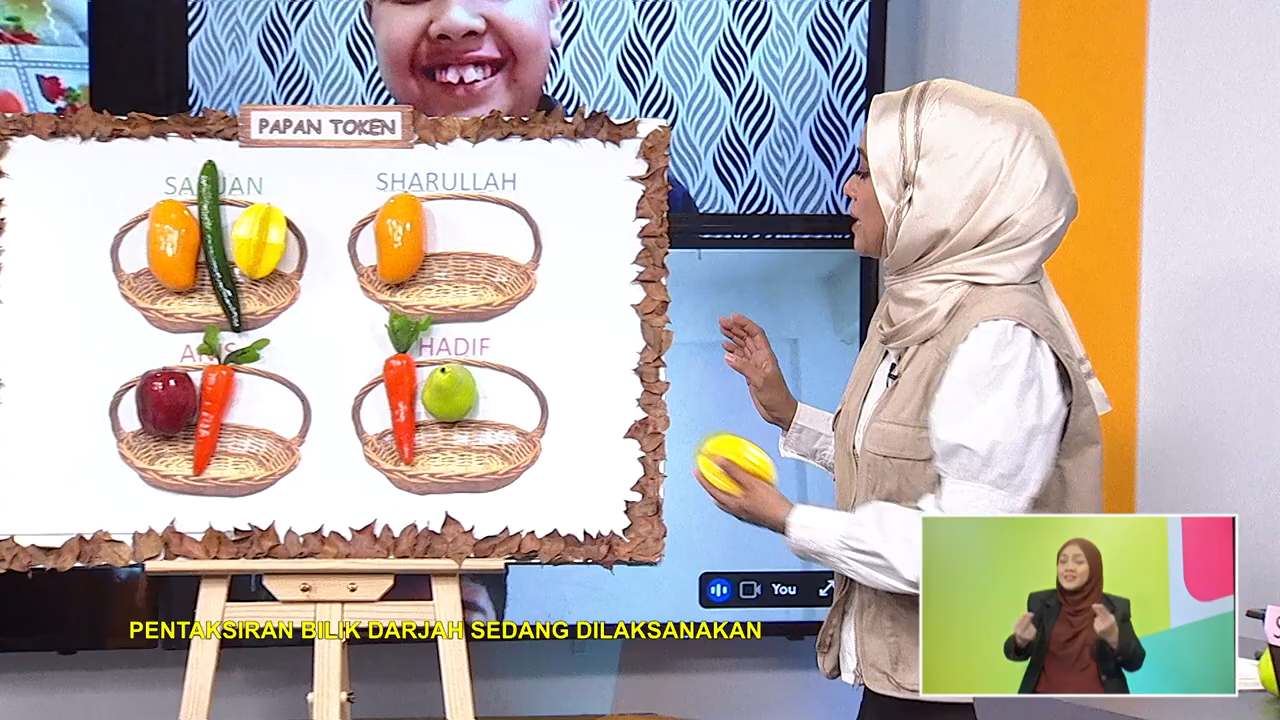 PAPAN TOKEN
SHARULLAH
HADIF
You
PENTAKSIRAN BILIK DARJAH SEDANG DILAKSANAKAN